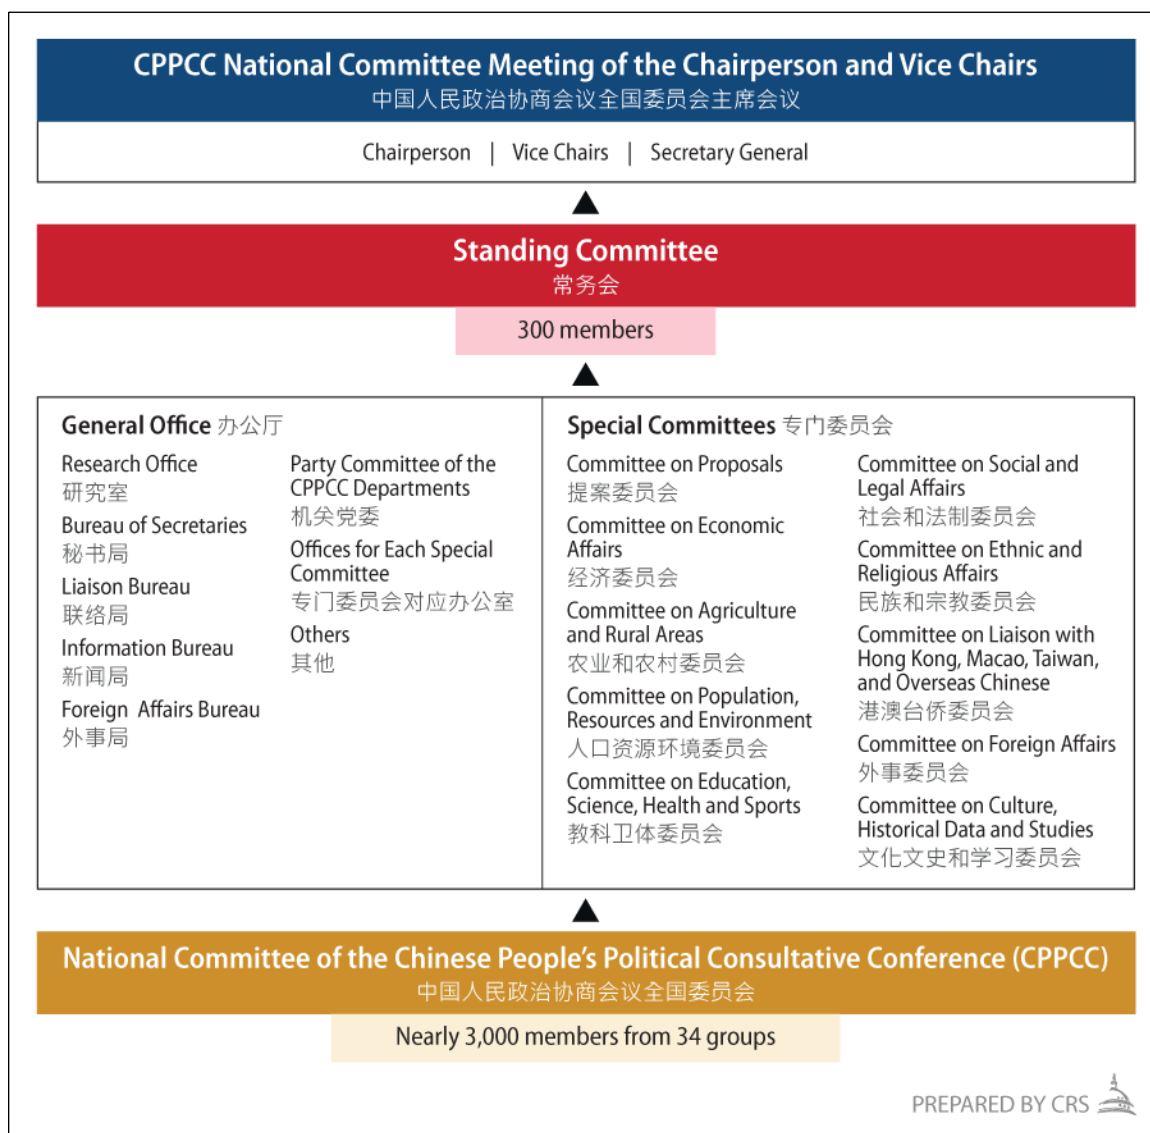 CPPCC National Committee Meeting of the Chairperson and Vice Chairs
中国人民政治协商会议全国委员会主席会议
Chairperson | Vice Chairs | Secretary General
Standing Committee
常务会
300 members
General Office 办公厅
Research Office
研究室
Bureau of Secretaries
秘书局
Liaison Bureau
联络局
Information Bureau
新闻局
Foreign Affairs Bureau
外事局
Party Committee of the
CPPCC Departments
机关党委
Offices for Each Special
Committee
专门委员会对应办公室
Others
其他
Special Committees 专门委员会
Committee on Proposals
提案委员会
Committee on Economic
Affairs
经济委员会
Committee on Agriculture
and Rural Areas
农业和农村委员会
Committee on Population,
Resources and Environment
人口资源环境委员会
Committee on Education,
Science, Health and Sports
教科卫体委员会
Committee on Social and
Legal Affairs
社会和法制委员会
Committee on Ethnic and
Religious Affairs
民族和宗教委员会
Committee on Liaison with
Hong Kong, Macao, Taiwan,
and Overseas Chinese
港澳台侨委员会
Committee on Foreign Affairs
外事委员会
Committee on Culture,
Historical Data and Studies
文化文史和学习委员会
National Committee of the Chinese People’s Political Consultative Conference (CPPCC)
中国人民政治协商会议全国委员会
Nearly 3,000 members from 34 groups
PREPARED BY CRS